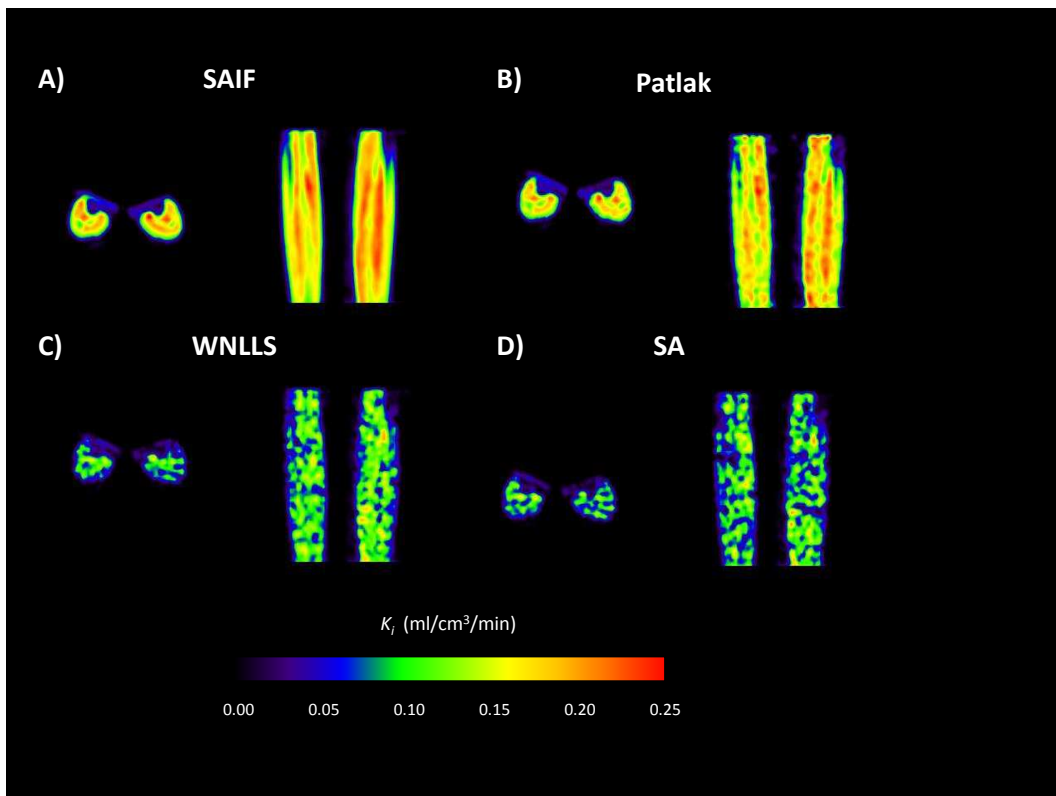 A) SAIF
B) Patlak
C) WNLLS
D) SA
K_i (ml/cm³/min)
0.00 0.05 0.10 0.15 0.20 0.25